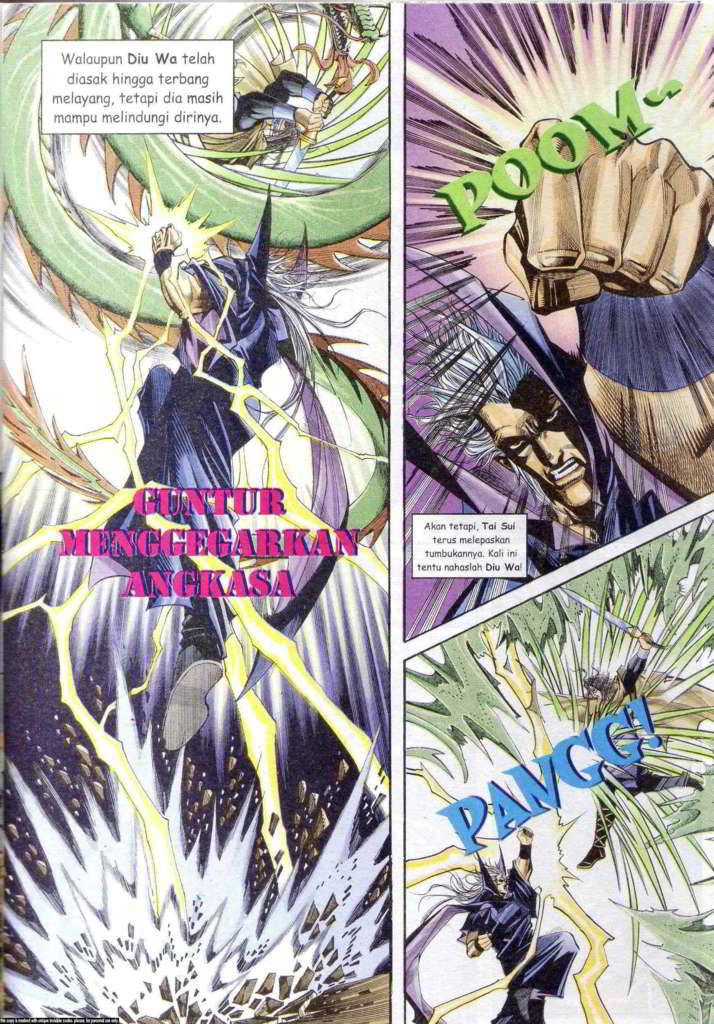 Walaupun Diu Wa telah
diasak hingga terbang
melayang, tetapi dia masih
mampu melindungi dirinya.
GUNTUR
MENGGEGARKAN
ANGKASA
POOM~
Akan tetapi, Tai Sui
terus melepaskan
tumbukannya. Kali ini
tentu nahaslah Diu Wa!
PANGG!